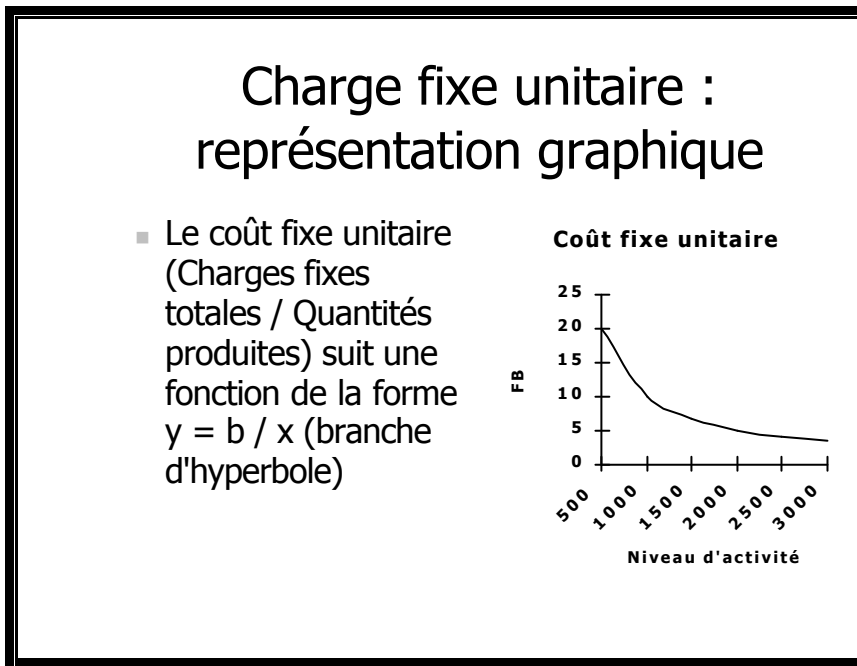 Charge fixe unitaire :
représentation graphique
Le coût fixe unitaire
(Charges fixes
totales / Quantités
produites) suit une
fonction de la forme
y = b / x (branche
d'hyperbole)
Coût fixe unitaire
25
20
15
10
5
0
FB
500
1000
1500
2000
2500
3000
Niveau d'activité